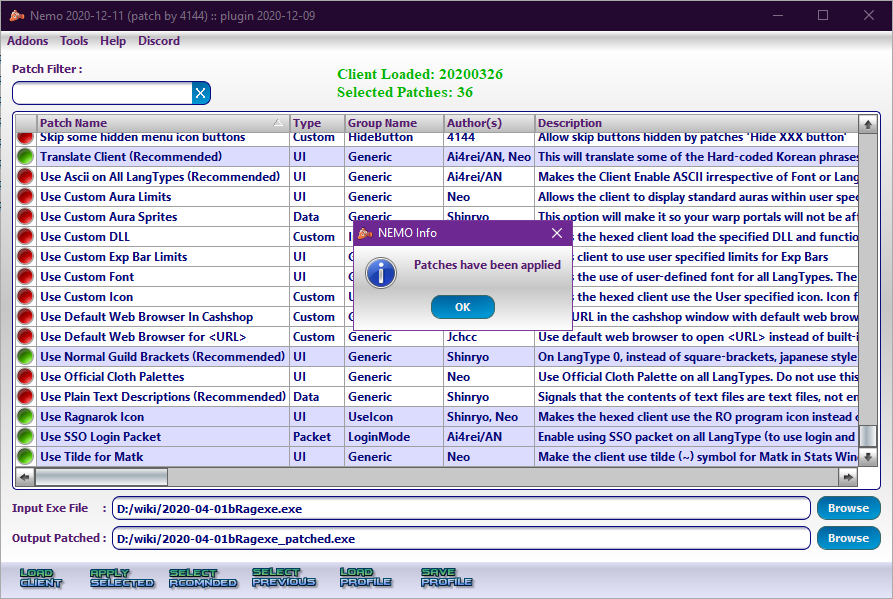 Nemo 2020-12-11 (patch by 4144) :: plugin 2020-12-09
Addons Tools Help Discord
Patch Filter :
Client Loaded: 20200326
Selected Patches: 36
X
Patch Name Type Group Name Author(s) Description
Skip some hidden menu icon buttons Custom HideButton 4144 Allow skip buttons hidden by patches 'Hide XXX button'
Translate Client (Recommended) UI Generic Ai4rei/AN, Neo This will translate some of the Hard-coded Korean phrases
Use Ascii on All LangTypes (Recommended) UI Generic Ai4rei/AN Makes the Client Enable ASCII irrespective of Font or Lang
Use Custom Aura Limits UI Generic Neo Allows the client to display standard auras within user spec
Use Custom Aura Sprites Data Generic Shinryo This option will make it so your warp portals will not be af
Use Custom DLL Custom the hexed client load the specified DLL and functio
Use Custom Exp Bar Limits UI client to use user specified limits for Exp Bars
Use Custom Font UI the use of user-defined font for all LangTypes. The
Use Custom Icon Custom the hexed client use the User specified icon. Icon f
Use Default Web Browser In Cashshop Custom URL in the cashshop window with default web brow
Use Default Web Browser for <URL> Custom Generic Jchcc Use default web browser to open <URL> instead of built-i
Use Normal Guild Brackets (Recommended) UI Generic Shinryo On LangType 0, instead of square-brackets, japanese style
Use Official Cloth Palettes UI Generic Neo Use Official Cloth Palette on all LangTypes. Do not use this
Use Plain Text Descriptions (Recommended) Data Generic Shinryo Signals that the contents of text files are text files, not en
Use Ragnarok Icon UI UseIcon Shinryo, Neo Makes the hexed client use the RO program icon instead
Use SSO Login Packet Packet LoginMode Ai4rei/AN Enable using SSO packet on all LangType (to use login and
Use Tilde for Matk UI Generic Neo Make the client use tilde (~) symbol for Matk in Stats Win
NEMO Info
Patches have been applied
OK
Input Exe File : D:/wiki/2020-04-01bRagexe.exe Browse
Output Patched : D:/wiki/2020-04-01bRagexe_patched.exe Browse
LOAD CLIENT
APPLY SELECTED
SELECT RECOMNDED
SELECT PREVIOUS
LOAD PROFILE
SAVE PROFILE